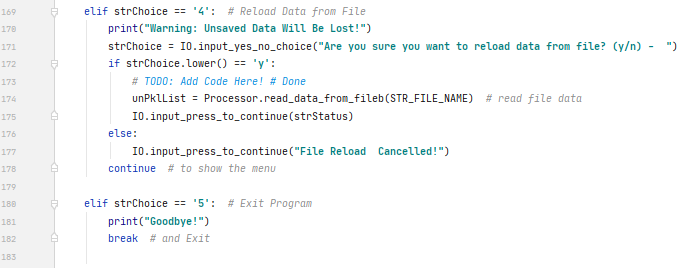 169 elif strChoice == '4':  # Reload Data from File
170 print("Warning: Unsaved Data Will Be Lost!")
171 strChoice = IO.input_yes_no_choice("Are you sure you want to reload data from file? (y/n) -  ")
172 if strChoice.lower() == 'y':
173 # TODO: Add Code Here! # Done
174 unPklList = Processor.read_data_from_fileb(STR_FILE_NAME)  # read file data
175 IO.input_press_to_continue(strStatus)
176 else:
177 IO.input_press_to_continue("File Reload  Cancelled!")
178 continue  # to show the menu
179
180 elif strChoice == '5':  # Exit Program
181 print("Goodbye!")
182 break  # and Exit
183